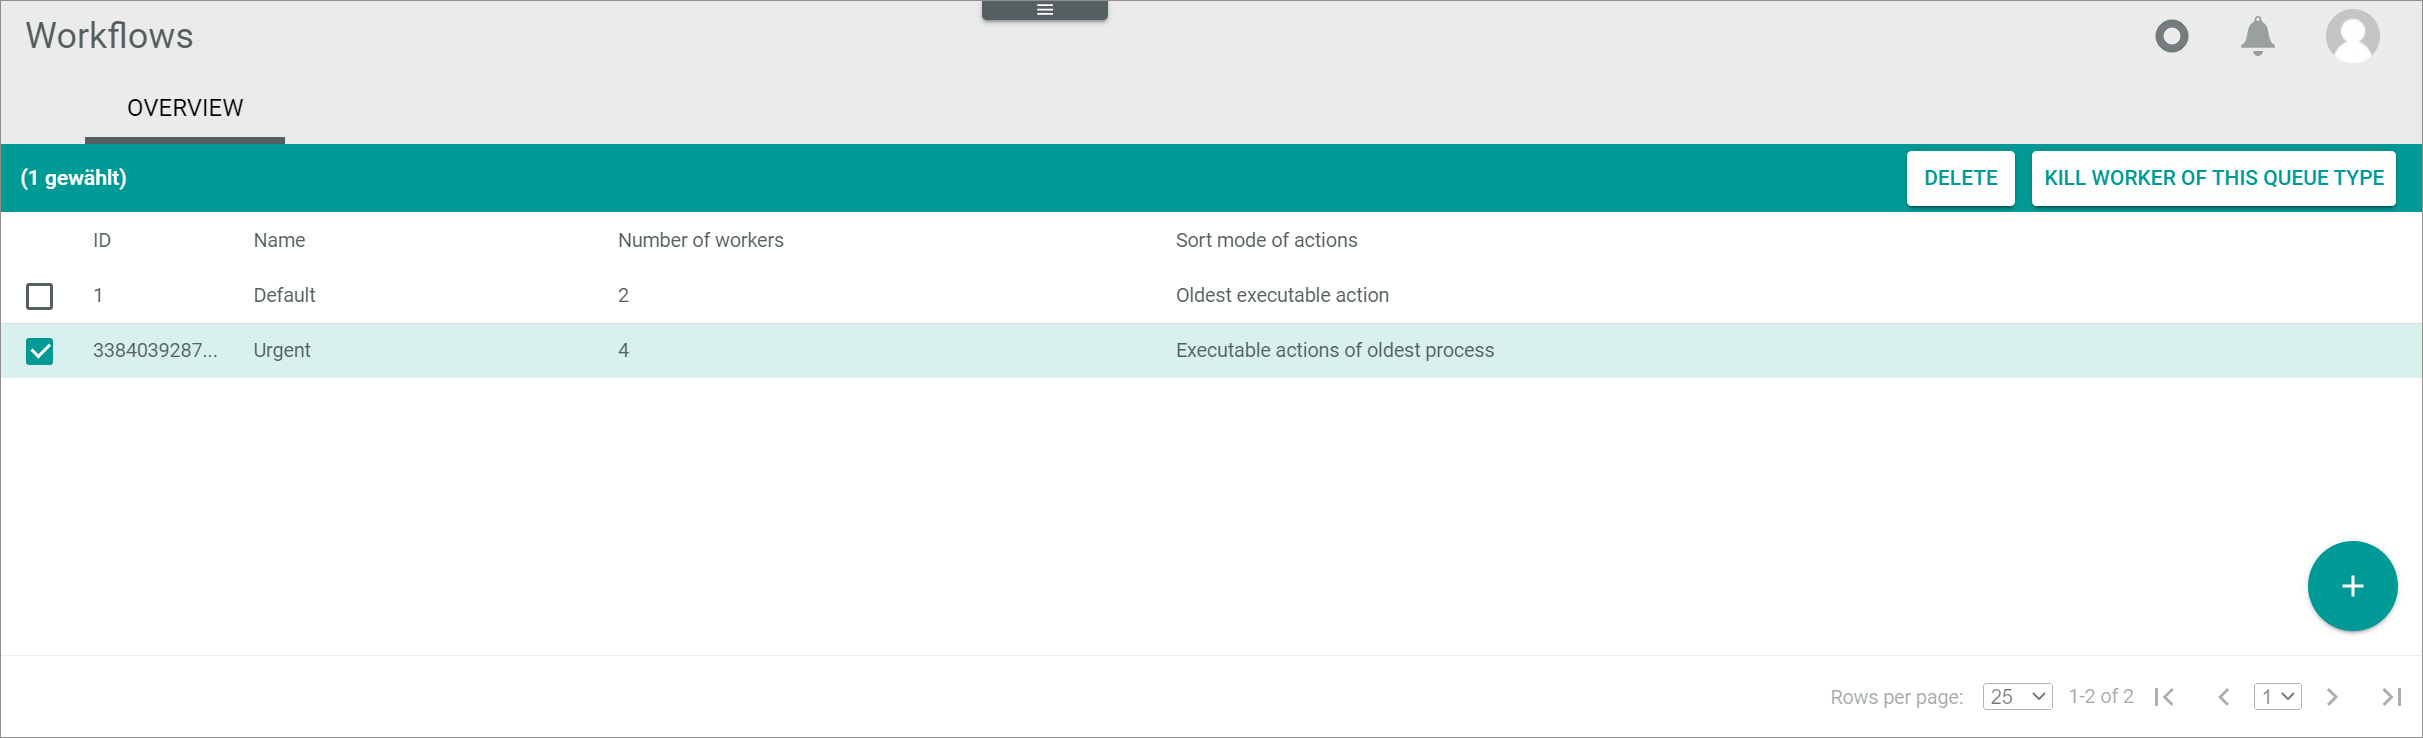 Workflows
OVERVIEW
(1 gewählt)
DELETE
KILL WORKER OF THIS QUEUE TYPE
ID Name Number of workers Sort mode of actions
1 Default 2 Oldest executable action
3384039287... Urgent 4 Executable actions of oldest process
Rows per page: 25 1-2 of 2 1